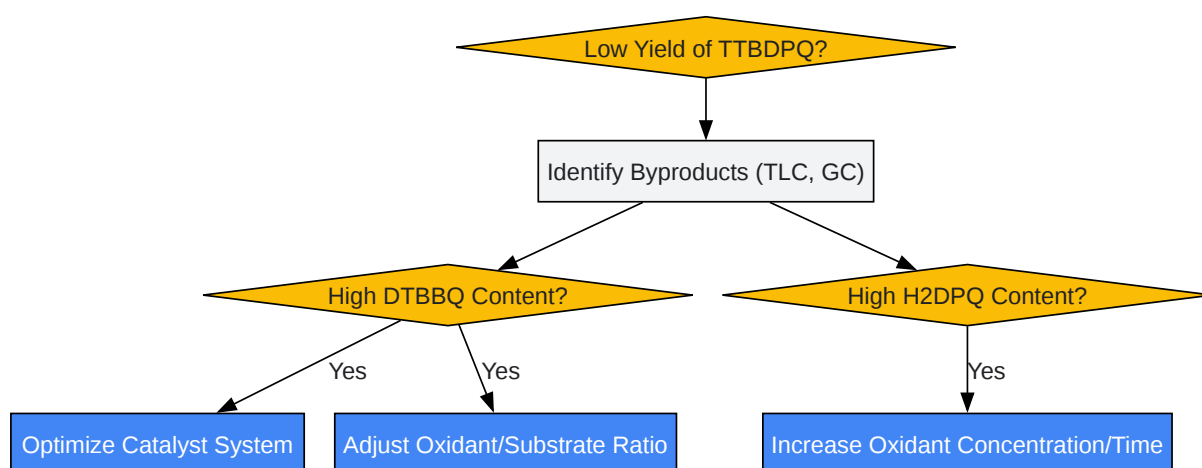 Low Yield of TTBDPQ?
Identify Byproducts (TLC, GC)
High DTBBQ Content?
High H2DPQ Content?
Yes
Yes
Yes
Optimize Catalyst System
Adjust Oxidant/Substrate Ratio
Increase Oxidant Concentration/Time